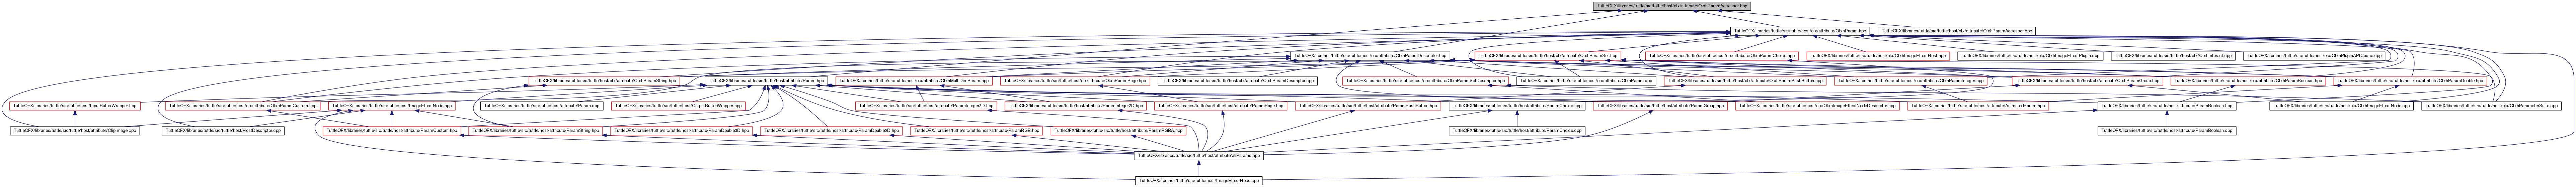 TuttleOFX/libraries/tuttle/src/tuttle/host/ofx/attribute/OfxhParamAccessor.hpp
TuttleOFX/libraries/tuttle/src/tuttle/host/ofx/attribute/OfxhParam.hpp
TuttleOFX/libraries/tuttle/src/tuttle/host/ofx/attribute/OfxhParamAccessor.cpp
TuttleOFX/libraries/tuttle/src/tuttle/host/ofx/attribute/OfxhParamDescriptor.hpp
TuttleOFX/libraries/tuttle/src/tuttle/host/ofx/attribute/OfxhParamSet.hpp
TuttleOFX/libraries/tuttle/src/tuttle/host/ofx/attribute/OfxhParamChoice.hpp
TuttleOFX/libraries/tuttle/src/tuttle/host/ofx/OfxhImageEffectHost.hpp
TuttleOFX/libraries/tuttle/src/tuttle/host/ofx/OfxhImageEffectPlugin.cpp
TuttleOFX/libraries/tuttle/src/tuttle/host/ofx/OfxhInteract.cpp
TuttleOFX/libraries/tuttle/src/tuttle/host/ofx/OfxhPluginAPICache.cpp
TuttleOFX/libraries/tuttle/src/tuttle/host/ofx/attribute/OfxhParamString.hpp
TuttleOFX/libraries/tuttle/src/tuttle/host/attribute/Param.hpp
TuttleOFX/libraries/tuttle/src/tuttle/host/ofx/attribute/OfxhMultiDimParam.hpp
TuttleOFX/libraries/tuttle/src/tuttle/host/ofx/attribute/OfxhParamPage.hpp
TuttleOFX/libraries/tuttle/src/tuttle/host/ofx/attribute/OfxhParamDescriptor.cpp
TuttleOFX/libraries/tuttle/src/tuttle/host/ofx/attribute/OfxhParamSetDescriptor.hpp
TuttleOFX/libraries/tuttle/src/tuttle/host/ofx/attribute/OfxhParam.cpp
TuttleOFX/libraries/tuttle/src/tuttle/host/ofx/attribute/OfxhParamPushButton.hpp
TuttleOFX/libraries/tuttle/src/tuttle/host/ofx/attribute/OfxhParamInteger.hpp
TuttleOFX/libraries/tuttle/src/tuttle/host/ofx/attribute/OfxhParamGroup.hpp
TuttleOFX/libraries/tuttle/src/tuttle/host/ofx/attribute/OfxhParamBoolean.hpp
TuttleOFX/libraries/tuttle/src/tuttle/host/ofx/attribute/OfxhParamDouble.hpp
TuttleOFX/libraries/tuttle/src/tuttle/host/InputBufferWrapper.hpp
TuttleOFX/libraries/tuttle/src/tuttle/host/ofx/attribute/OfxhParamCustom.hpp
TuttleOFX/libraries/tuttle/src/tuttle/host/ImageEffectNode.hpp
TuttleOFX/libraries/tuttle/src/tuttle/host/attribute/Param.cpp
TuttleOFX/libraries/tuttle/src/tuttle/host/OutputBufferWrapper.hpp
TuttleOFX/libraries/tuttle/src/tuttle/host/attribute/ParamInteger3D.hpp
TuttleOFX/libraries/tuttle/src/tuttle/host/attribute/ParamInteger2D.hpp
TuttleOFX/libraries/tuttle/src/tuttle/host/attribute/ParamPage.hpp
TuttleOFX/libraries/tuttle/src/tuttle/host/attribute/ParamPushButton.hpp
TuttleOFX/libraries/tuttle/src/tuttle/host/attribute/ParamChoice.hpp
TuttleOFX/libraries/tuttle/src/tuttle/host/attribute/ParamGroup.hpp
TuttleOFX/libraries/tuttle/src/tuttle/host/ofx/OfxhImageEffectNodeDescriptor.hpp
TuttleOFX/libraries/tuttle/src/tuttle/host/attribute/AnimatedParam.hpp
TuttleOFX/libraries/tuttle/src/tuttle/host/attribute/ParamBoolean.hpp
TuttleOFX/libraries/tuttle/src/tuttle/host/ofx/OfxhImageEffectNode.cpp
TuttleOFX/libraries/tuttle/src/tuttle/host/ofx/OfxhParameterSuite.cpp
TuttleOFX/libraries/tuttle/src/tuttle/host/attribute/ClipImage.cpp
TuttleOFX/libraries/tuttle/src/tuttle/host/HostDescriptor.cpp
TuttleOFX/libraries/tuttle/src/tuttle/host/attribute/ParamCustom.hpp
TuttleOFX/libraries/tuttle/src/tuttle/host/attribute/ParamString.hpp
TuttleOFX/libraries/tuttle/src/tuttle/host/attribute/ParamDouble3D.hpp
TuttleOFX/libraries/tuttle/src/tuttle/host/attribute/ParamDouble2D.hpp
TuttleOFX/libraries/tuttle/src/tuttle/host/attribute/ParamRGB.hpp
TuttleOFX/libraries/tuttle/src/tuttle/host/attribute/ParamRGBA.hpp
TuttleOFX/libraries/tuttle/src/tuttle/host/attribute/ParamChoice.cpp
TuttleOFX/libraries/tuttle/src/tuttle/host/attribute/ParamBoolean.cpp
TuttleOFX/libraries/tuttle/src/tuttle/host/attribute/allParams.hpp
TuttleOFX/libraries/tuttle/src/tuttle/host/ImageEffectNode.cpp